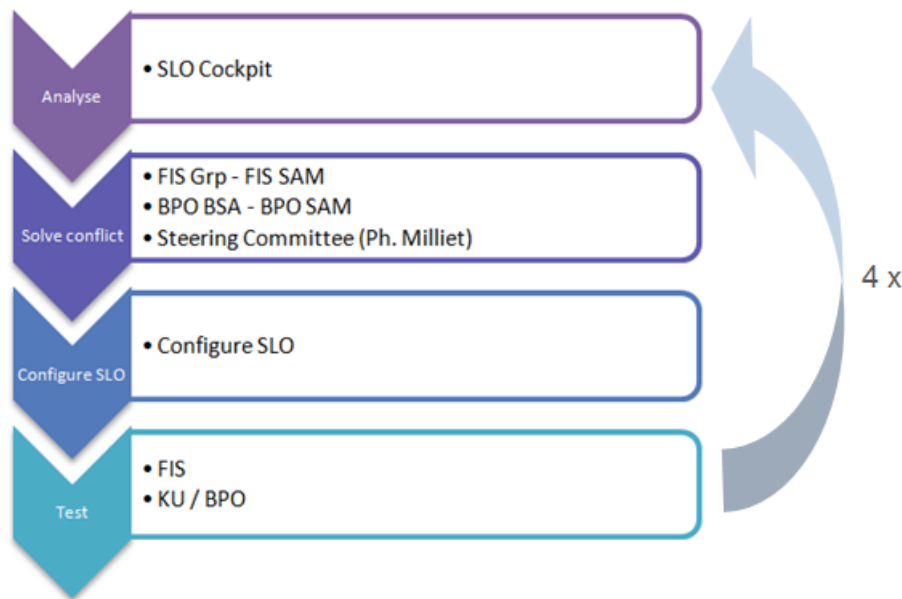 Analyse
• SLO Cockpit
Solve conflict
• FIS Grp - FIS SAM
• BPO BSA - BPO SAM
• Steering Committee (Ph. Milliet)
Configure SLO
• Configure SLO
Test
• FIS
• KU / BPO
4 x